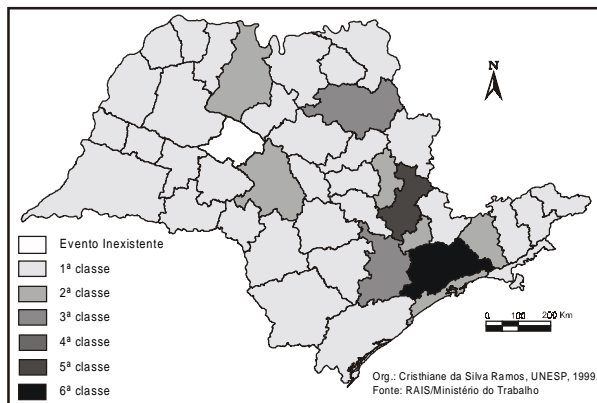 N
Evento Inexistente
1ª classe
2ª classe
3ª classe
4ª classe
5ª classe
6ª classe
0 100 200 Km
Org.: Cristhiane da Silva Ramos, UNESP, 1999.
Fonte: RAIS/Ministério do Trabalho